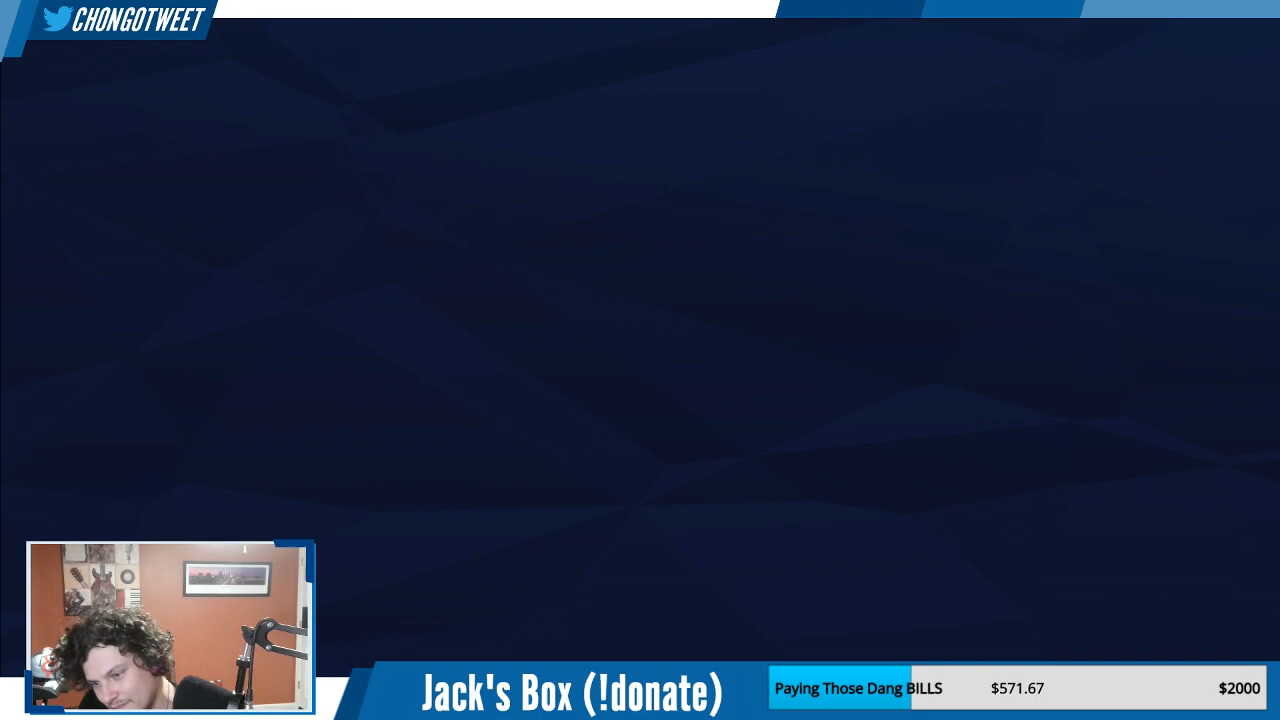 CHONGOTWEET
Jack's Box (!donate)
Paying Those Dang BILLS $571.67 $2000